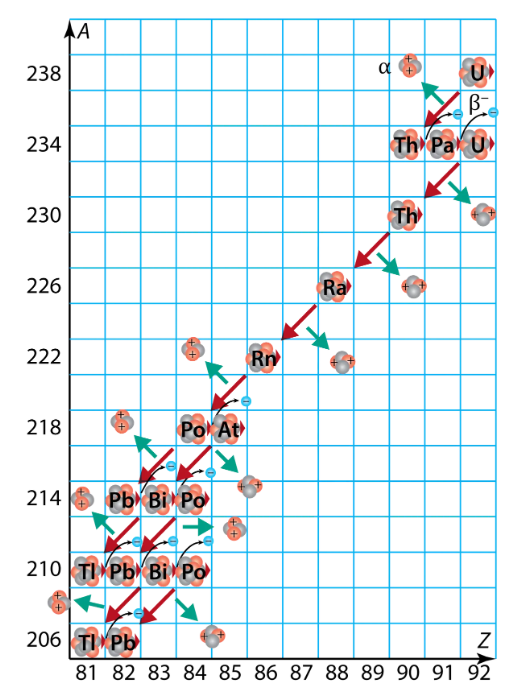 A
238
α
U
β⁻
234
Th Pa U
230
Th
226
Ra
222
Rn
218
Po At
214
Pb Bi Po
210
Tl Pb Bi Po
206
Tl Pb
Z
81 82 83 84 85 86 87 88 89 90 91 92